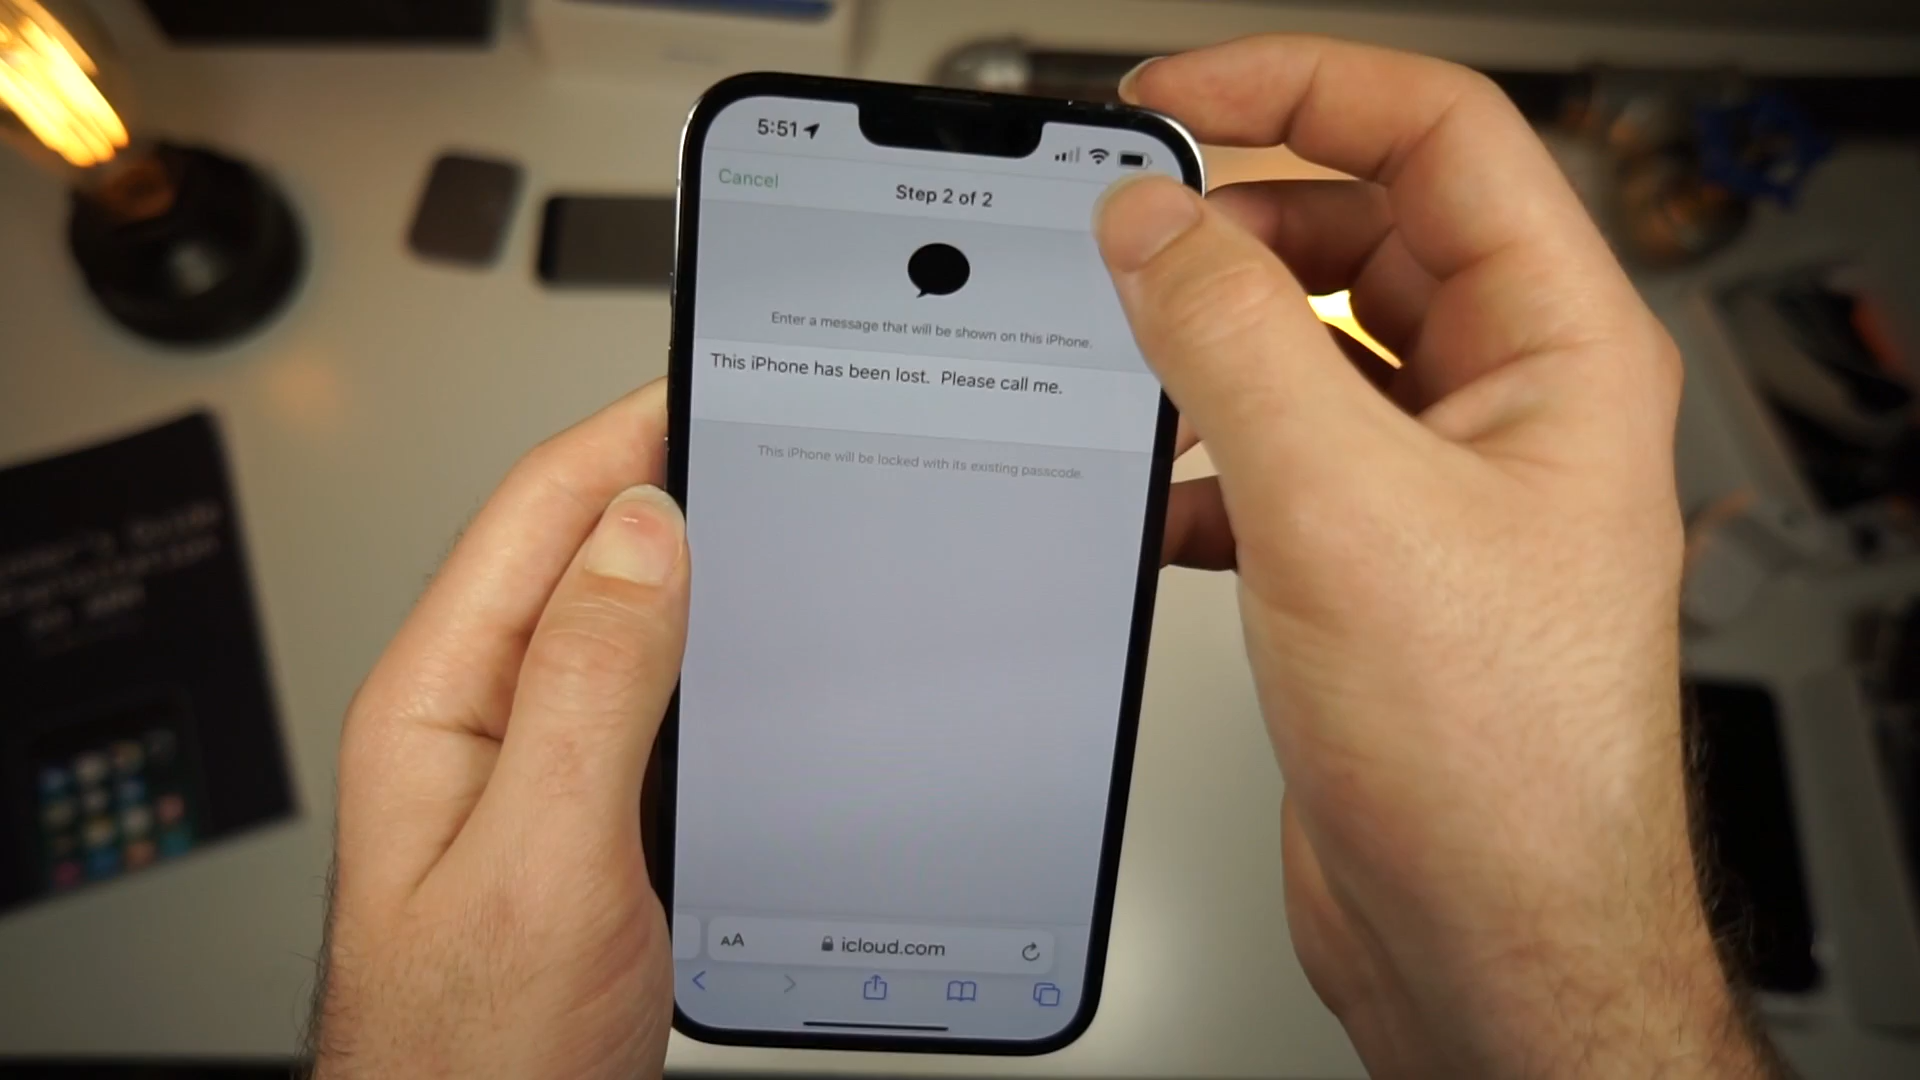 5:51
Cancel
Step 2 of 2
Enter a message that will be shown on this iPhone.
This iPhone has been lost.  Please call me.
This iPhone will be locked with its existing passcode.
AA
icloud.com